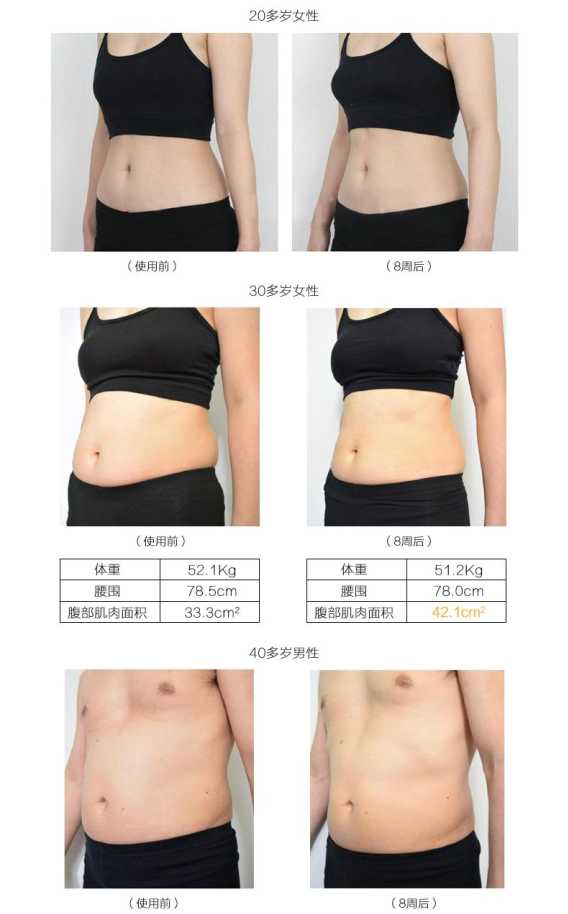 20多岁女性
（使用前） （8周后）
30多岁女性
（使用前） （8周后）
体重 52.1Kg 体重 51.2Kg
腰围 78.5cm 腰围 78.0cm
腹部肌肉面积 33.3cm² 腹部肌肉面积 42.1cm²
40多岁男性
（使用前） （8周后）